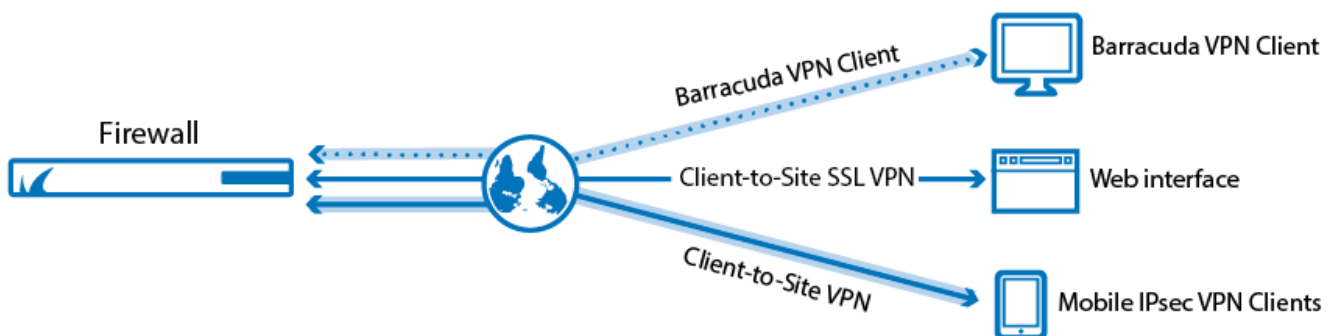 Firewall
Barracuda VPN Client
Barracuda VPN Client
Client-to-Site SSL VPN
Web interface
Client-to-Site VPN
Mobile IPsec VPN Clients